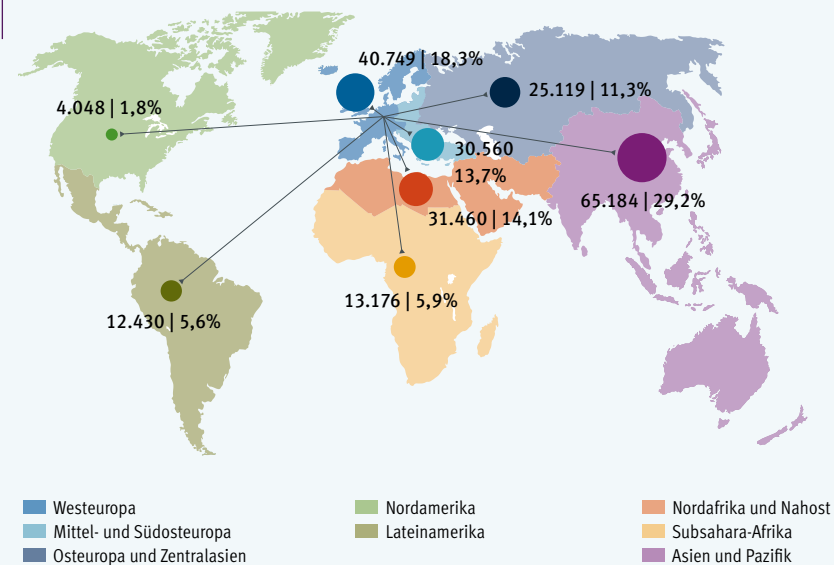 40.749 | 18,3%
25.119 | 11,3%
4.048 | 1,8%
30.560
13,7%
65.184 | 29,2%
31.460 | 14,1%
13.176 | 5,9%
12.430 | 5,6%
Westeuropa
Mittel- und Südosteuropa
Osteuropa und Zentralasien
Nordamerika
Lateinamerika
Nordafrika und Nahost
Subsahara-Afrika
Asien und Pazifik